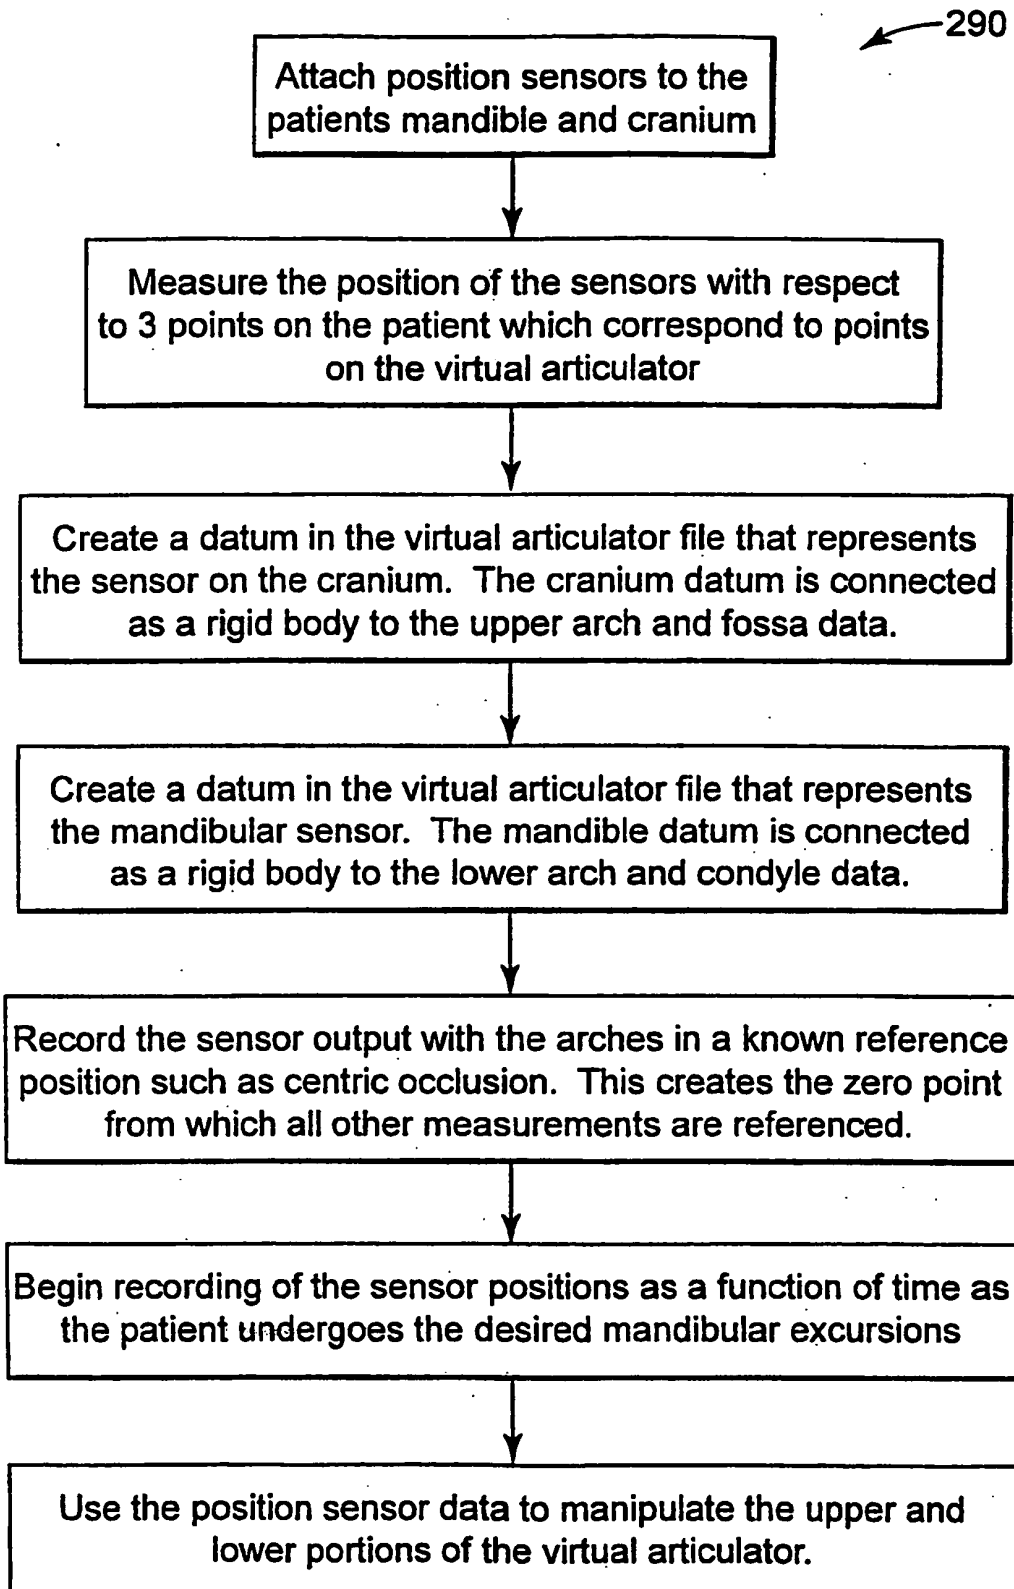 290
Attach position sensors to the
patients mandible and cranium
Measure the position of the sensors with respect
to 3 points on the patient which correspond to points
on the virtual articulator
Create a datum in the virtual articulator file that represents
the sensor on the cranium. The cranium datum is connected
as a rigid body to the upper arch and fossa data.
Create a datum in the virtual articulator file that represents
the mandibular sensor. The mandible datum is connected
as a rigid body to the lower arch and condyle data.
Record the sensor output with the arches in a known reference
position such as centric occlusion. This creates the zero point
from which all other measurements are referenced.
Begin recording of the sensor positions as a function of time as
the patient undergoes the desired mandibular excursions
Use the position sensor data to manipulate the upper and
lower portions of the virtual articulator.